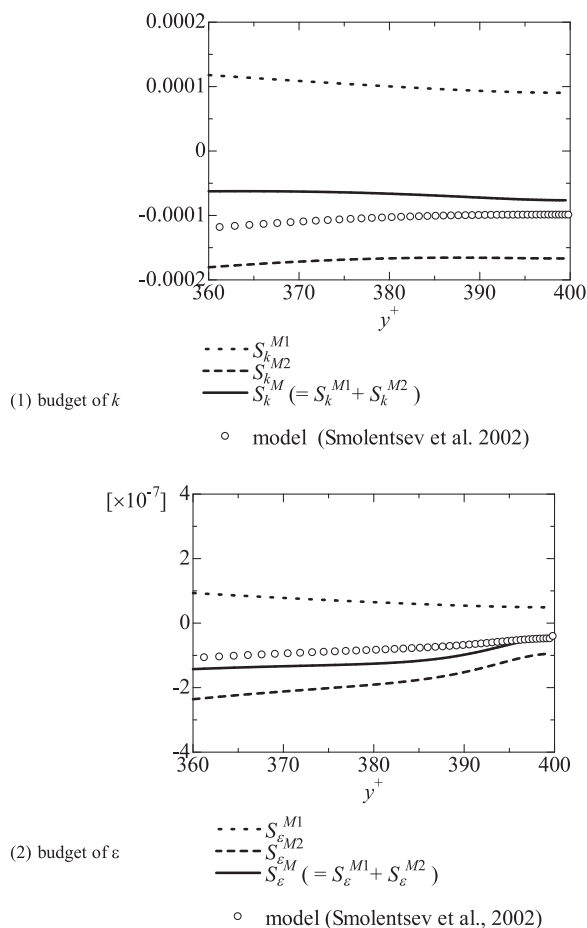 0.0002
0.0001
0
-0.0001
-0.0002
360 370 380 390 400
y+
S_k^M1
S_k^M2
S_k^M (= S_k^M1 + S_k^M2 )
(1) budget of k
○ model (Smolentsev et al. 2002)
[×10-7] 4
2
0
-2
-4
360 370 380 390 400
y+
S_ε^M1
S_ε^M2
(2) budget of ε
S_ε^M ( = S_ε^M1 + S_ε^M2 )
○ model (Smolentsev et al., 2002)